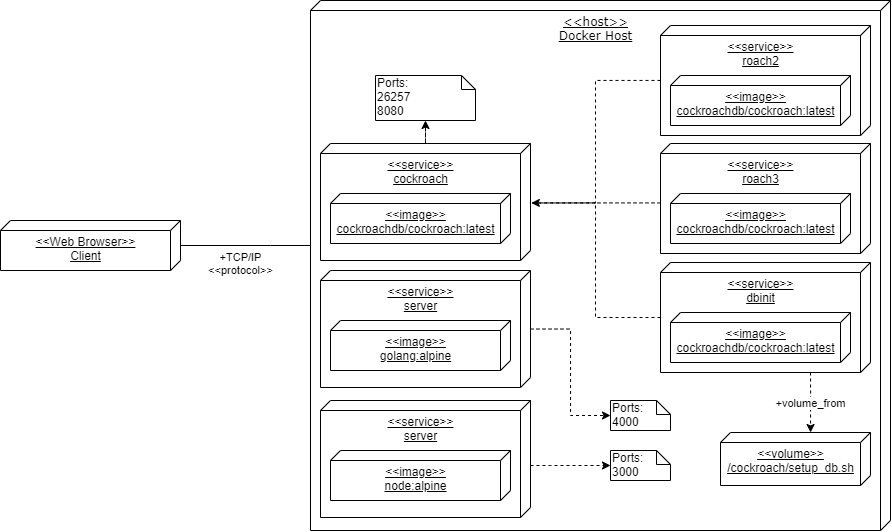 <<host>>
Docker Host
<<service>>
roach2
<<image>>
cockroachdb/cockroach:latest
Ports:
26257
8080
<<service>>
cockroach
<<image>>
cockroachdb/cockroach:latest
<<service>>
roach3
<<image>>
cockroachdb/cockroach:latest
<<Web Browser>>
Client
+TCP/IP
<<protocol>>
<<service>>
server
<<image>>
golang:alpine
<<service>>
dbinit
<<image>>
cockroachdb/cockroach:latest
+volume_from
Ports:
4000
<<service>>
server
<<image>>
node:alpine
Ports:
3000
<<volume>>
/cockroach/setup_db.sh